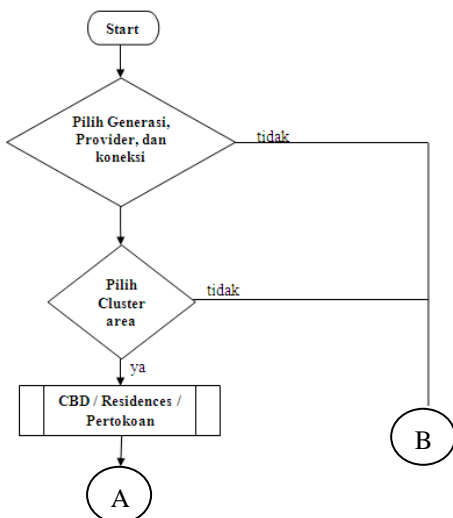 Start
Pilih Generasi,
Provider, dan
koneksi
tidak
Pilih
Cluster
area
tidak
ya
CBD / Residences /
Pertokoan
B
A